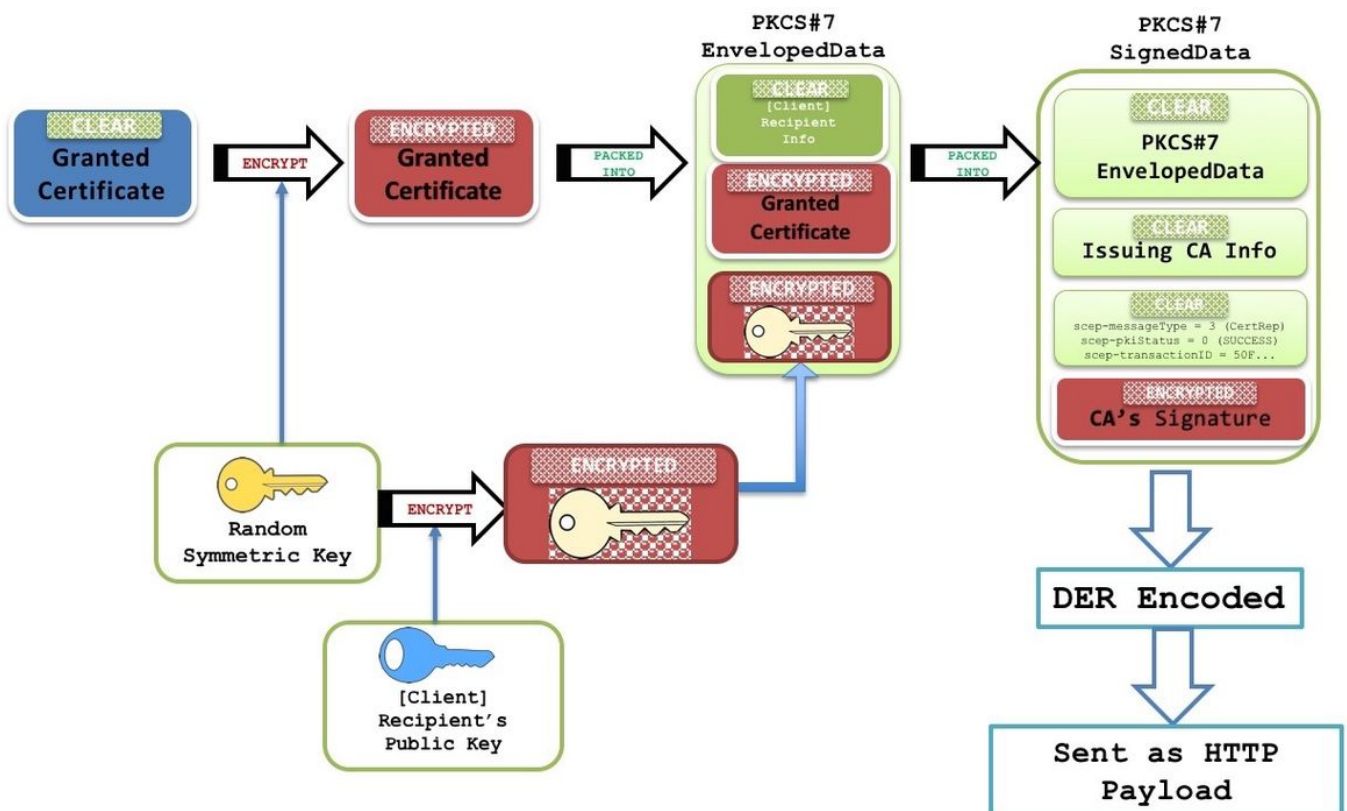 PKCS#7
EnvelopedData
PKCS#7
SignedData
CLEAR
Granted
Certificate
ENCRYPT
ENCRYPTED
Granted
Certificate
PACKED
INTO
CLEAR
[Client]
Recipient
Info
ENCRYPTED
Granted
Certificate
ENCRYPTED
PACKED
INTO
CLEAR
PKCS#7
EnvelopedData
CLEAR
Issuing CA Info
CLEAR
scep-messageType = 3 (CertRep)
scep-pkiStatus = 0 (SUCCESS)
scep-transactionID = 50F...
ENCRYPTED
CA's Signature
Random
Symmetric Key
ENCRYPT
ENCRYPTED
[Client]
Recipient's
Public Key
DER Encoded
Sent as HTTP
Payload